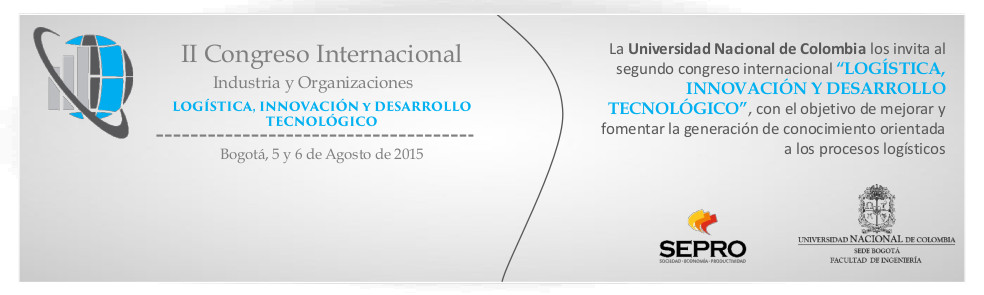 II Congreso Internacional
Industria y Organizaciones
LOGÍSTICA, INNOVACIÓN Y DESARROLLO
TECNOLÓGICO
Bogotá, 5 y 6 de Agosto de 2015
La Universidad Nacional de Colombia los invita al
segundo congreso internacional “LOGÍSTICA,
INNOVACIÓN Y DESARROLLO
TECNOLÓGICO”, con el objetivo de mejorar y
fomentar la generación de conocimiento orientada
a los procesos logísticos
SEPRO
SOCIEDAD · ECONOMÍA · PRODUCTIVIDAD
UNIVERSIDAD NACIONAL DE COLOMBIA
SEDE BOGOTÁ
FACULTAD DE INGENIERÍA